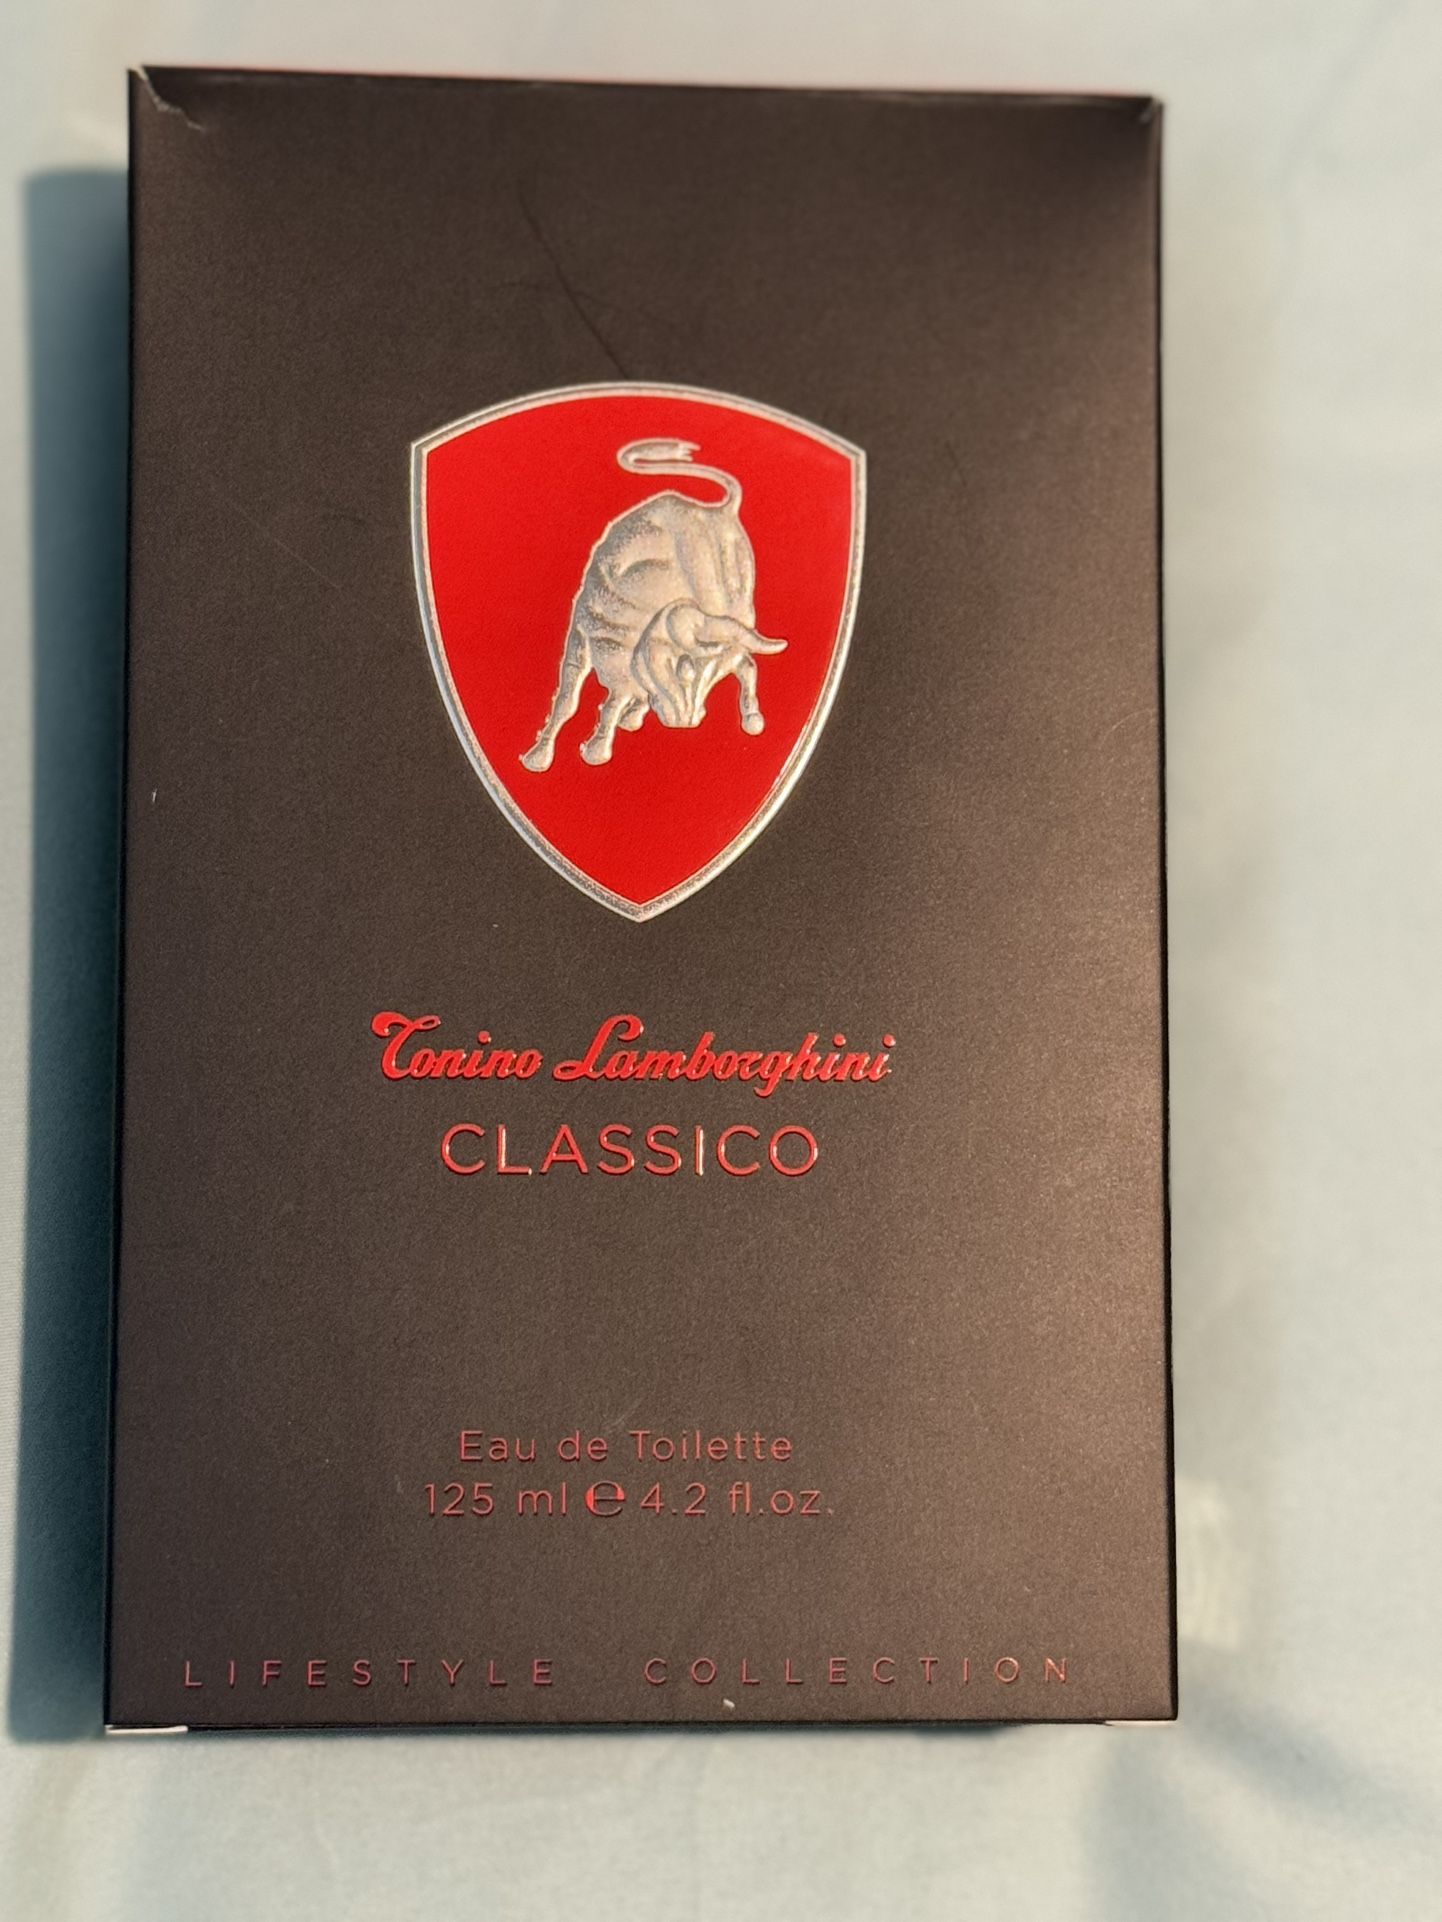 Tonino Lamborghini
CLASSICO
Eau de Toilette
125 ml ℮ 4.2 fl.oz.
LIFESTYLE COLLECTION